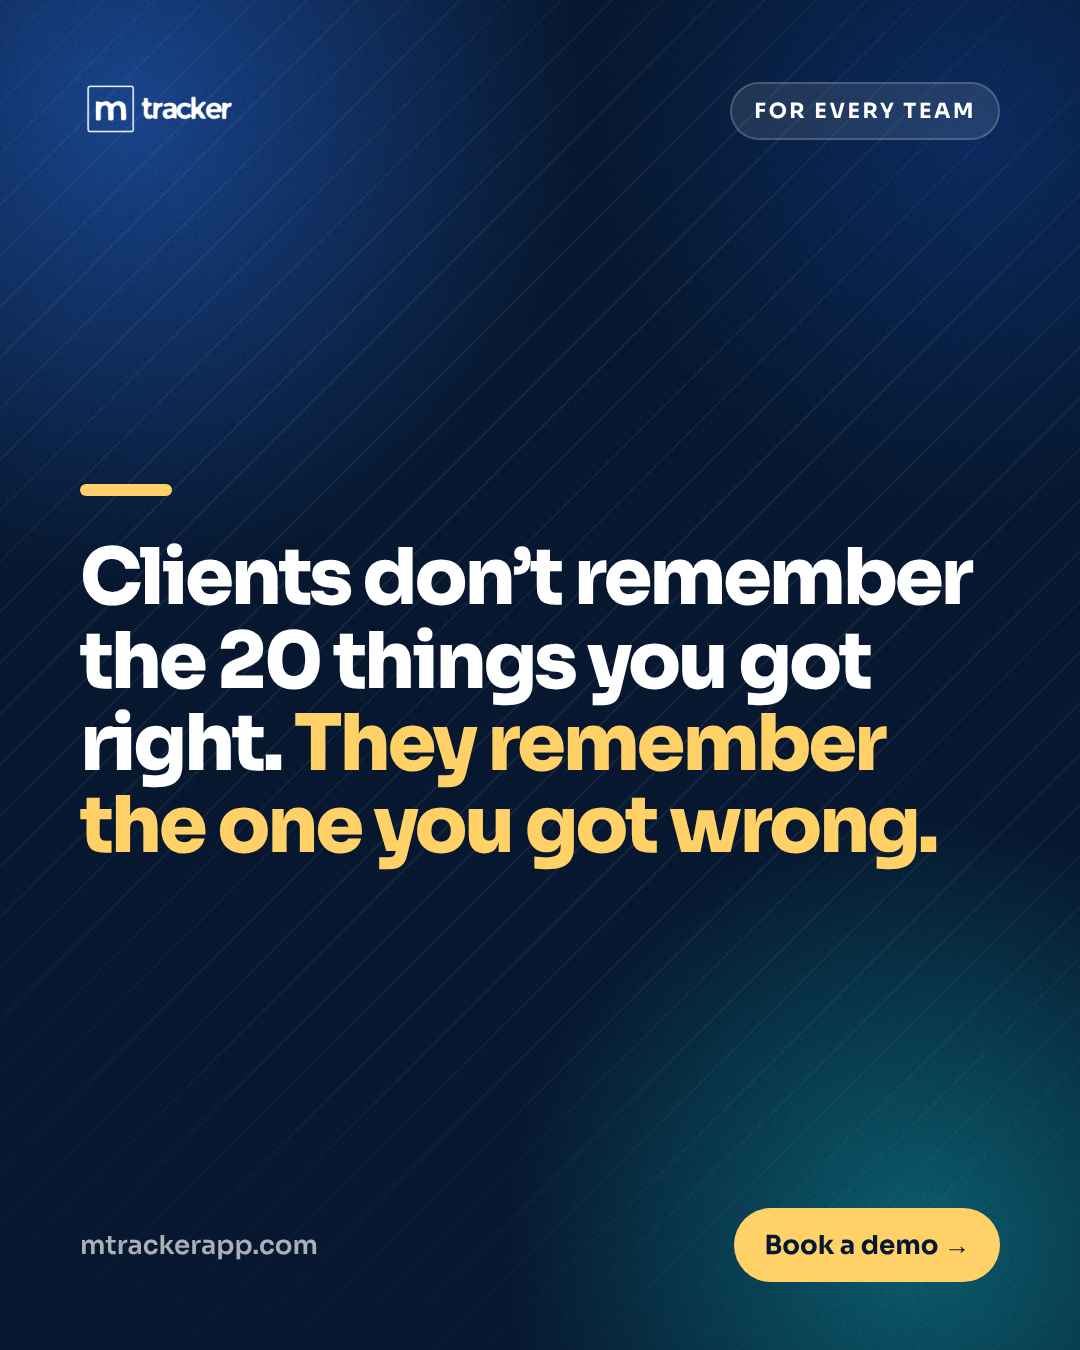 m tracker
FOR EVERY TEAM
Clients don’t remember
the 20 things you got
right. They remember
the one you got wrong.
mtrackerapp.com
Book a demo →